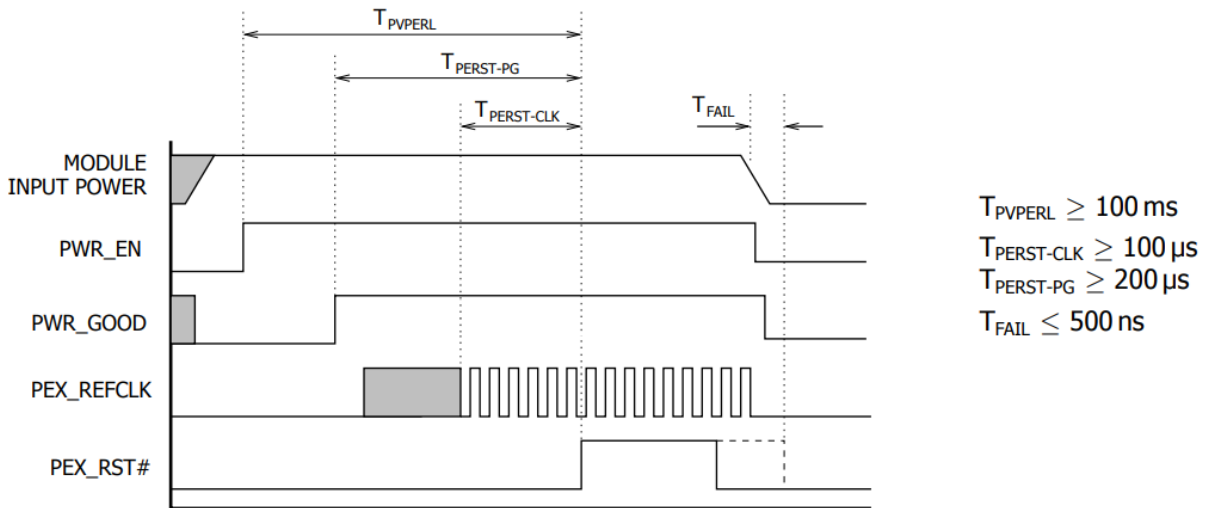 TPVPERL
TPERST-PG
TPERST-CLK
TFAIL
MODULE
INPUT POWER
PWR_EN
PWR_GOOD
PEX_REFCLK
PEX_RST#
TPVPERL ≥ 100 ms
TPERST-CLK ≥ 100 µs
TPERST-PG ≥ 200 µs
TFAIL ≤ 500 ns